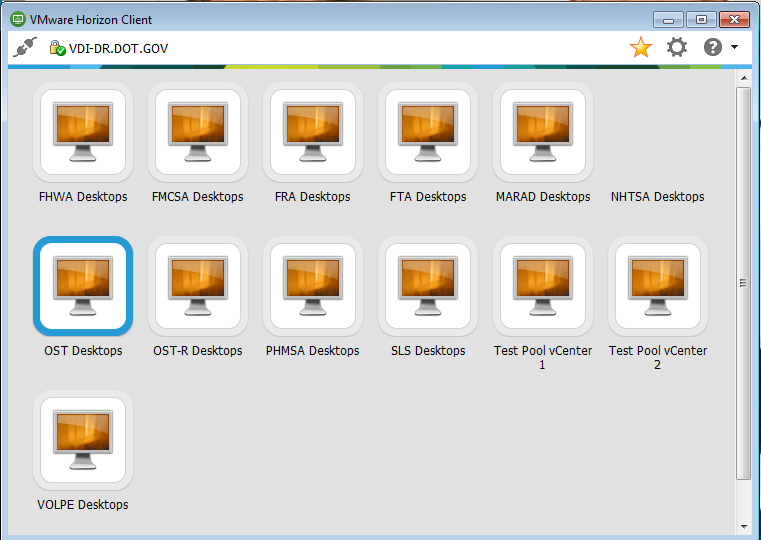 VMware Horizon Client
VDI-DR.DOT.GOV
FHWA Desktops
FMCSA Desktops
FRA Desktops
FTA Desktops
MARAD Desktops
NHTSA Desktops
OST Desktops
OST-R Desktops
PHMSA Desktops
SLS Desktops
Test Pool vCenter
1
Test Pool vCenter
2
VOLPE Desktops